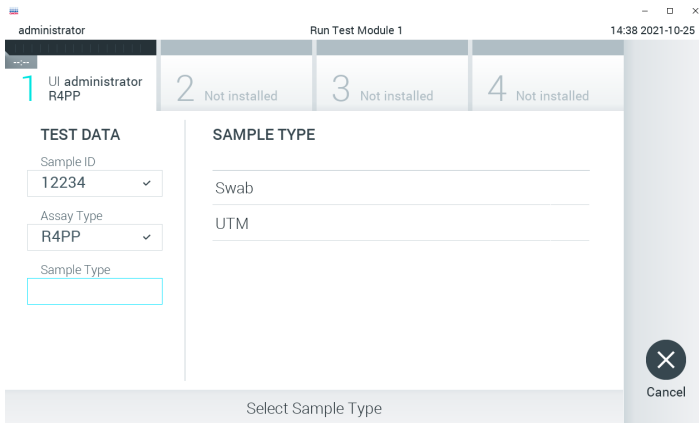 administrator
Run Test Module 1
14:38 2021-10-25
--:--
1 UI administrator
R4PP
2 Not installed
3 Not installed
4 Not installed
TEST DATA
Sample ID
12234
Assay Type
R4PP
Sample Type
SAMPLE TYPE
Swab
UTM
Cancel
Select Sample Type